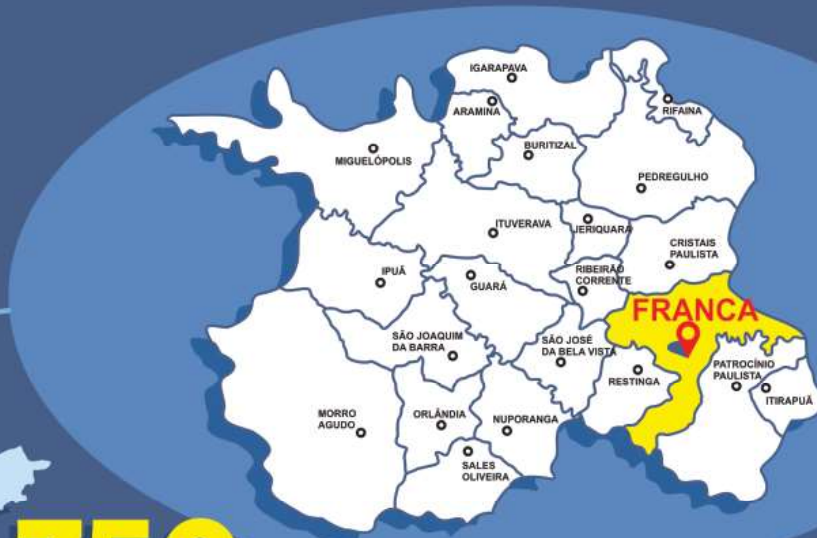 IGARAPAVA
ARAMINA
RIFAINA
MIGUELÓPOLIS
BURITIZAL
PEDREGULHO
ITUVERAVA
JERIQUARA
CRISTAIS
PAULISTA
IPUÃ
GUARÁ
RIBEIRÃO
CORRENTE
FRANCA
SÃO JOAQUIM
DA BARRA
SÃO JOSÉ
DA BELA VISTA
RESTINGA
PATROCÍNIO
PAULISTA
ITIRAPUÃ
MORRO
AGUDO
ORLÂNDIA
NUPORANGA
SALES
OLIVEIRA